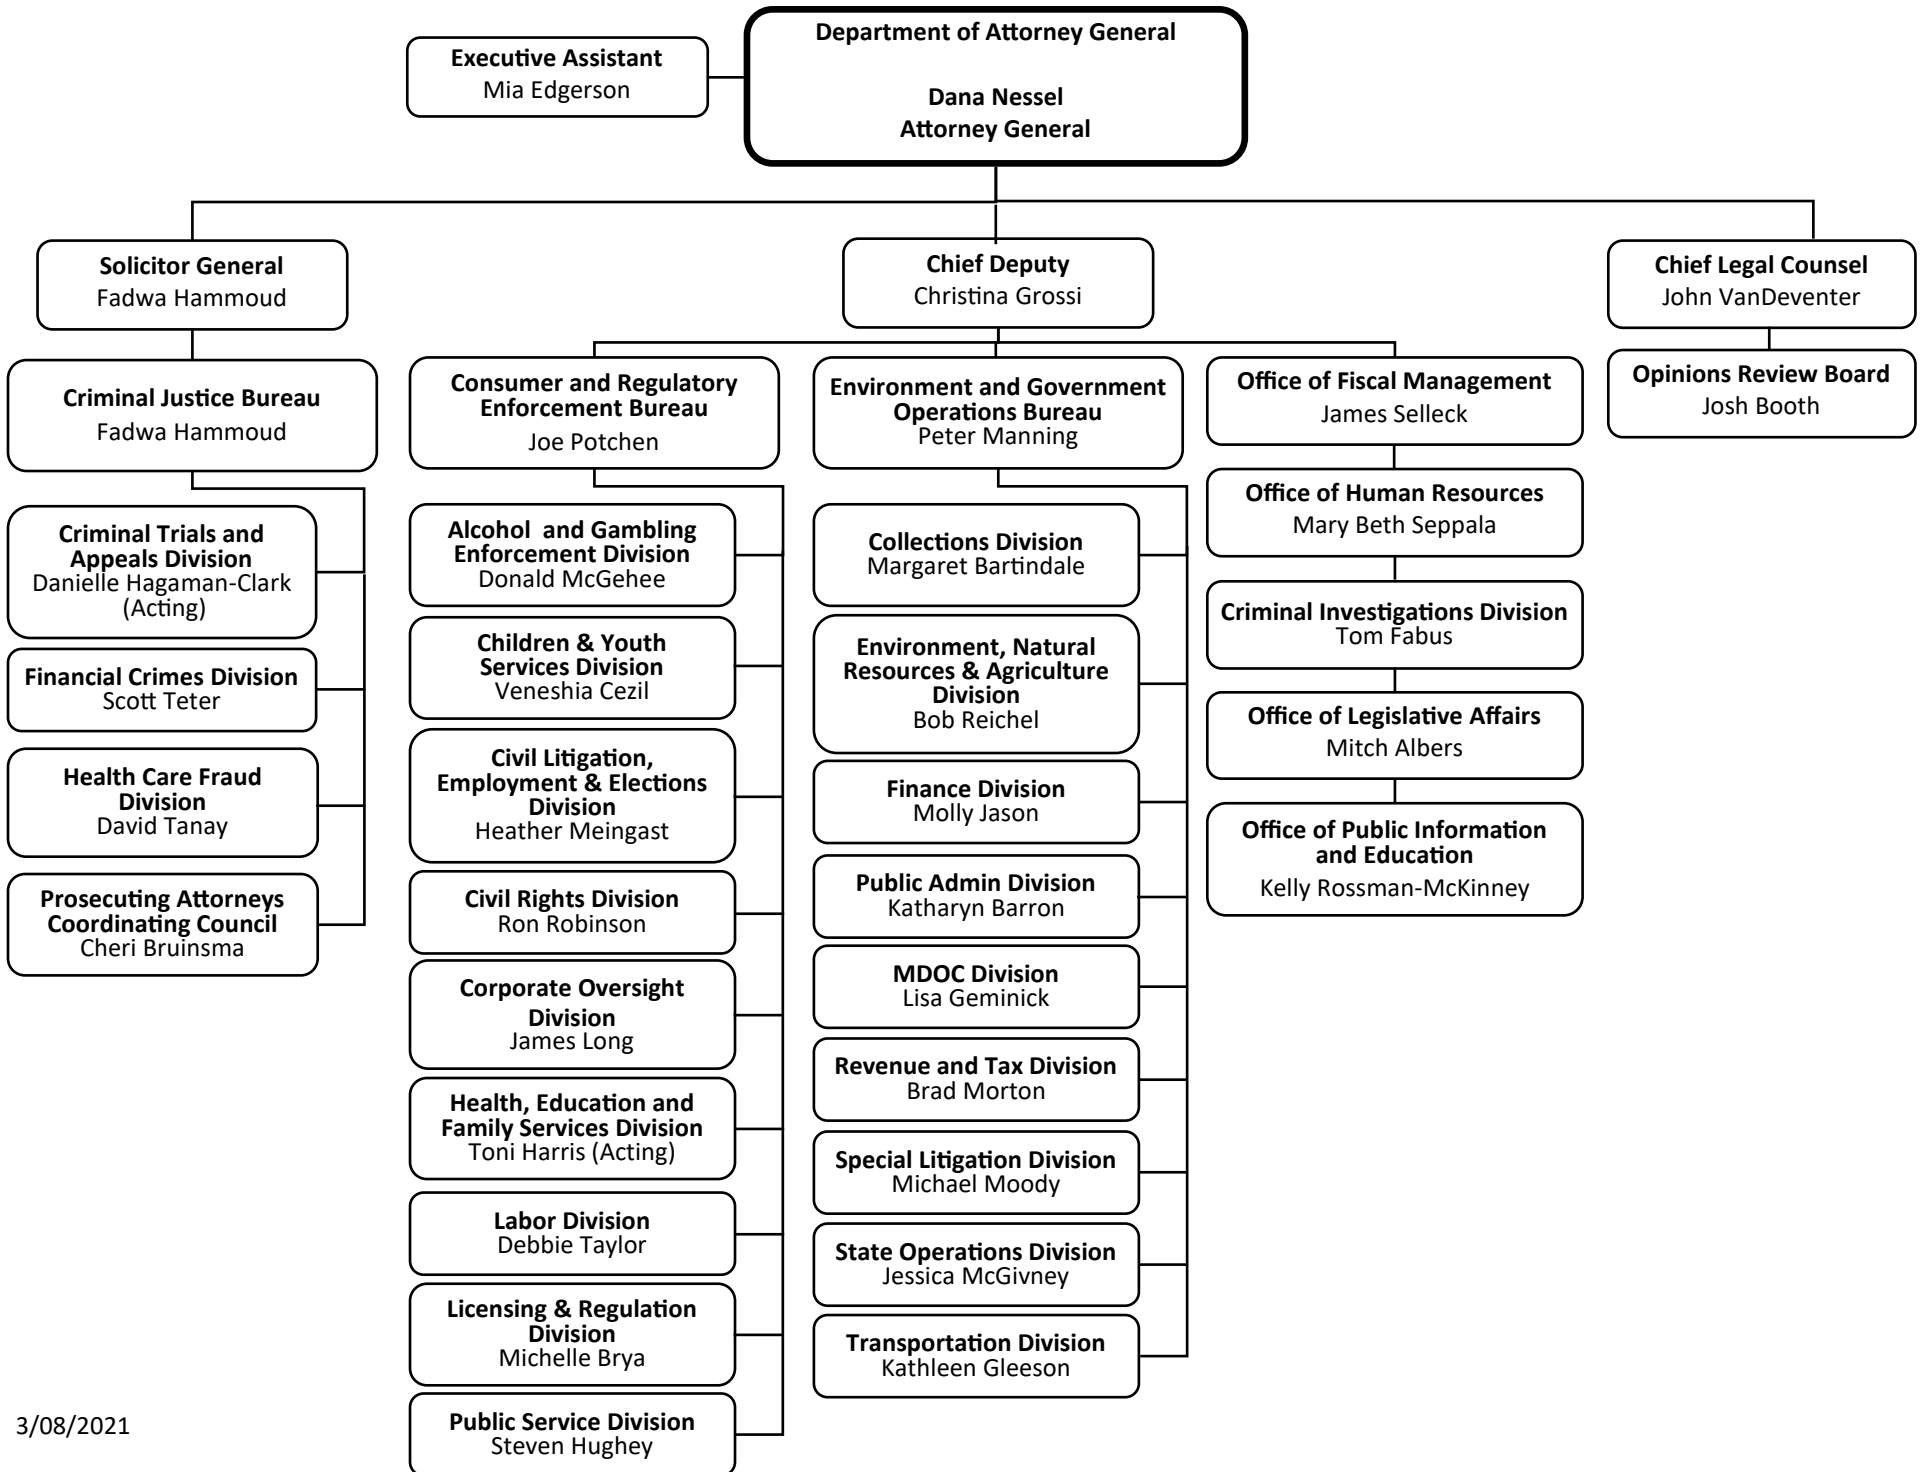 Department of Attorney General
Dana Nessel
Attorney General
Executive Assistant
Mia Edgerson
Solicitor General
Fadwa Hammoud
Chief Deputy
Christina Grossi
Chief Legal Counsel
John VanDeventer
Criminal Justice Bureau
Fadwa Hammoud
Criminal Trials and
Appeals Division
Danielle Hagaman-Clark
(Acting)
Financial Crimes Division
Scott Teter
Health Care Fraud
Division
David Tanay
Prosecuting Attorneys
Coordinating Council
Cheri Bruinsma
Consumer and Regulatory
Enforcement Bureau
Joe Potchen
Alcohol  and Gambling
Enforcement Division
Donald McGehee
Children & Youth
Services Division
Veneshia Cezil
Civil Litigation,
Employment & Elections
Division
Heather Meingast
Civil Rights Division
Ron Robinson
Corporate Oversight
Division
James Long
Health, Education and
Family Services Division
Toni Harris (Acting)
Labor Division
Debbie Taylor
Licensing & Regulation
Division
Michelle Brya
Public Service Division
Steven Hughey
Environment and Government
Operations Bureau
Peter Manning
Collections Division
Margaret Bartindale
Environment, Natural
Resources & Agriculture
Division
Bob Reichel
Finance Division
Molly Jason
Public Admin Division
Katharyn Barron
MDOC Division
Lisa Geminick
Revenue and Tax Division
Brad Morton
Special Litigation Division
Michael Moody
State Operations Division
Jessica McGivney
Transportation Division
Kathleen Gleeson
Office of Fiscal Management
James Selleck
Office of Human Resources
Mary Beth Seppala
Criminal Investigations Division
Tom Fabus
Office of Legislative Affairs
Mitch Albers
Office of Public Information
and Education
Kelly Rossman-McKinney
Opinions Review Board
Josh Booth
3/08/2021